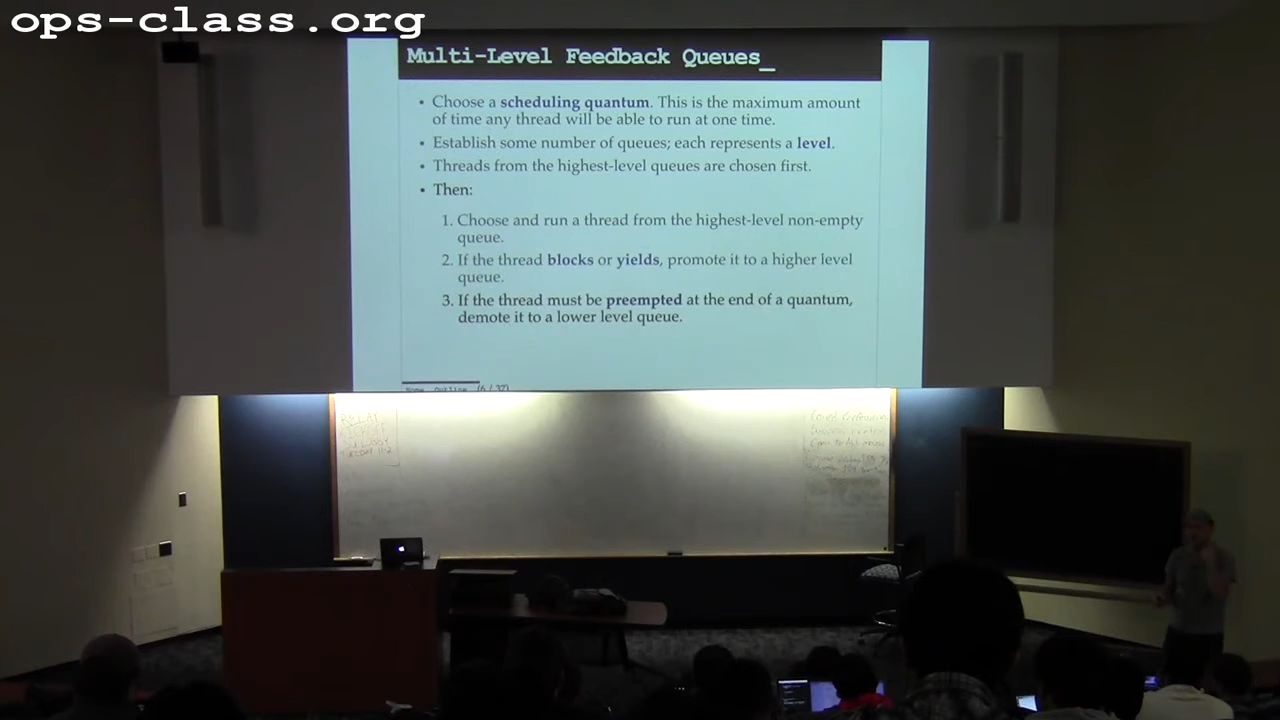 ops-class.org
Multi-Level Feedback Queues_
• Choose a scheduling quantum. This is the maximum amount
of time any thread will be able to run at one time.
• Establish some number of queues; each represents a level.
• Threads from the highest-level queues are chosen first.
• Then:
1. Choose and run a thread from the highest-level non-empty
queue.
2. If the thread blocks or yields, promote it to a higher level
queue.
3. If the thread must be preempted at the end of a quantum,
demote it to a lower level queue.
(6 / 37)